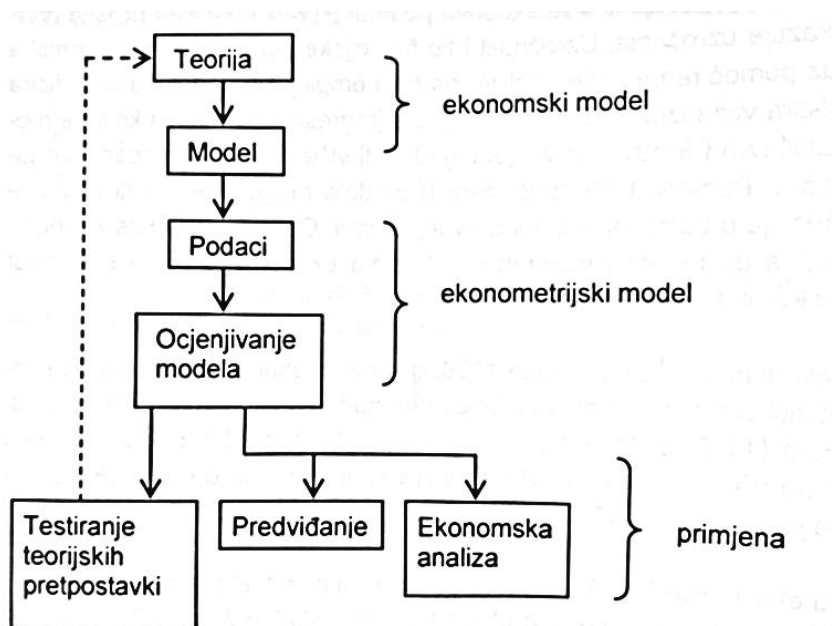 Teorija
ekonomski model
Model
Podaci
ekonometrijski model
Ocjenjivanje
modela
Testiranje
teorijskih
pretpostavki
Predviđanje
Ekonomska
analiza
primjena